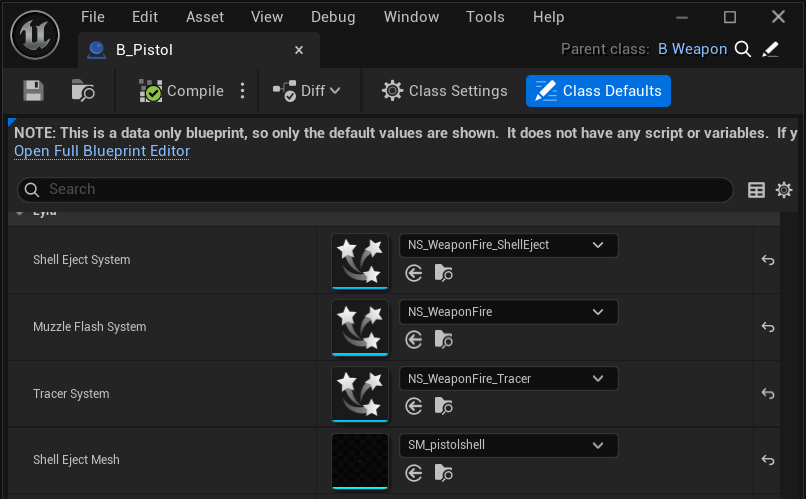 File Edit Asset View Debug Window Tools Help
B_Pistol
Parent class: B Weapon
Compile
Diff
Class Settings
Class Defaults
NOTE: This is a data only blueprint, so only the default values are shown. It does not have any script or variables. If y
Open Full Blueprint Editor
Search
Lyra
Shell Eject System
NS_WeaponFire_ShellEject
Muzzle Flash System
NS_WeaponFire
Tracer System
NS_WeaponFire_Tracer
Shell Eject Mesh
SM_pistolshell